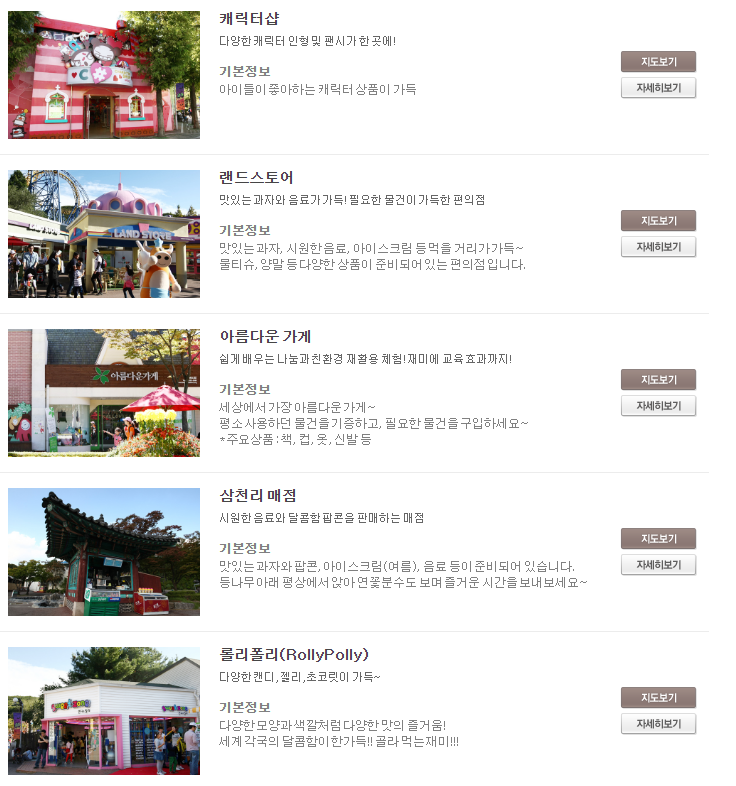 캐릭터샵
다양한 캐릭터 인형 및 팬시가 한 곳에!
지도보기
기본정보
자세히보기
아이들이 좋아하는 캐릭터 상품이 가득
랜드스토어
맛있는 과자와 음료가 가득! 필요한 물건이 가득한 편의점
LAND STORE
지도보기
기본정보
자세히보기
맛있는 과자, 시원한 음료, 아이스크림 등 먹을 거리가 가득~
물티슈, 양말 등 다양한 상품이 준비되어 있는 편의점 입니다.
아름다운 가게
쉽게 배우는 나눔과 친환경 재활용 체험! 재미에 교육 효과까지!
아름다운가게
지도보기
기본정보
자세히보기
세상에서 가장 아름다운 가게~
평소 사용하던 물건을 기증하고, 필요한 물건을 구입하세요~
*주요상품 : 책, 컵, 옷, 신발 등
삼천리 매점
시원한 음료와 달콤함 팝콘을 판매하는 매점
지도보기
기본정보
자세히보기
맛있는 과자와 팝콘, 아이스크림(여름), 음료 등이 준비되어 있습니다.
등나무 아래 평상에서 앉아 연꽃분수도 보며 즐거운 시간을 보내보세요~
롤리폴리(RollyPolly)
다양한 캔디, 젤리, 초코릿이 가득~
지도보기
기본정보
자세히보기
다양한 모양과 색깔처럼 다양한 맛의 즐거움!
세계 각국의 달콤함이 한가득!! 골라 먹는 재미!!!